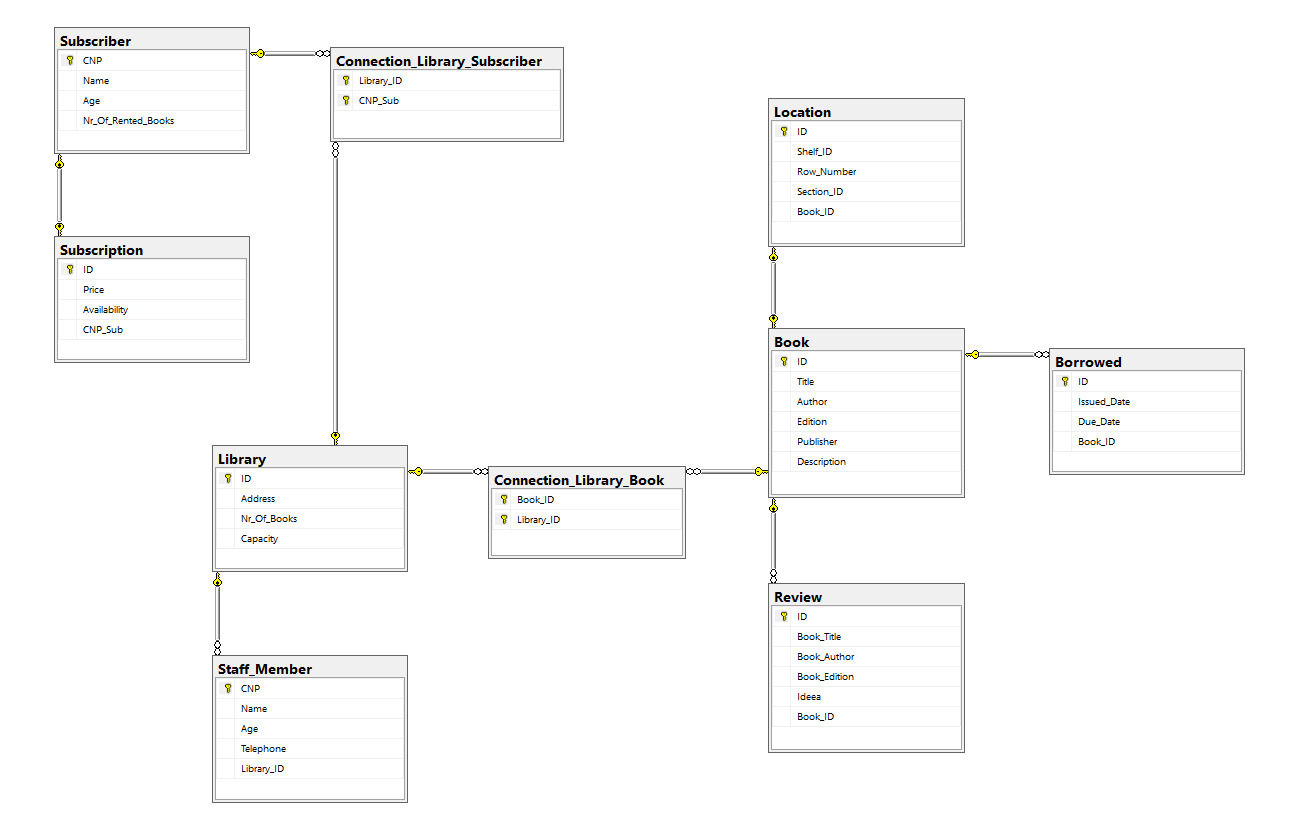 Subscriber
CNP
Name
Age
Nr_Of_Rented_Books
Connection_Library_Subscriber
Library_ID
CNP_Sub
Subscription
ID
Price
Availability
CNP_Sub
Location
ID
Shelf_ID
Row_Number
Section_ID
Book_ID
Book
ID
Title
Author
Edition
Publisher
Description
Borrowed
ID
Issued_Date
Due_Date
Book_ID
Library
ID
Address
Nr_Of_Books
Capacity
Connection_Library_Book
Book_ID
Library_ID
Staff_Member
CNP
Name
Age
Telephone
Library_ID
Review
ID
Book_Title
Book_Author
Book_Edition
Ideea
Book_ID